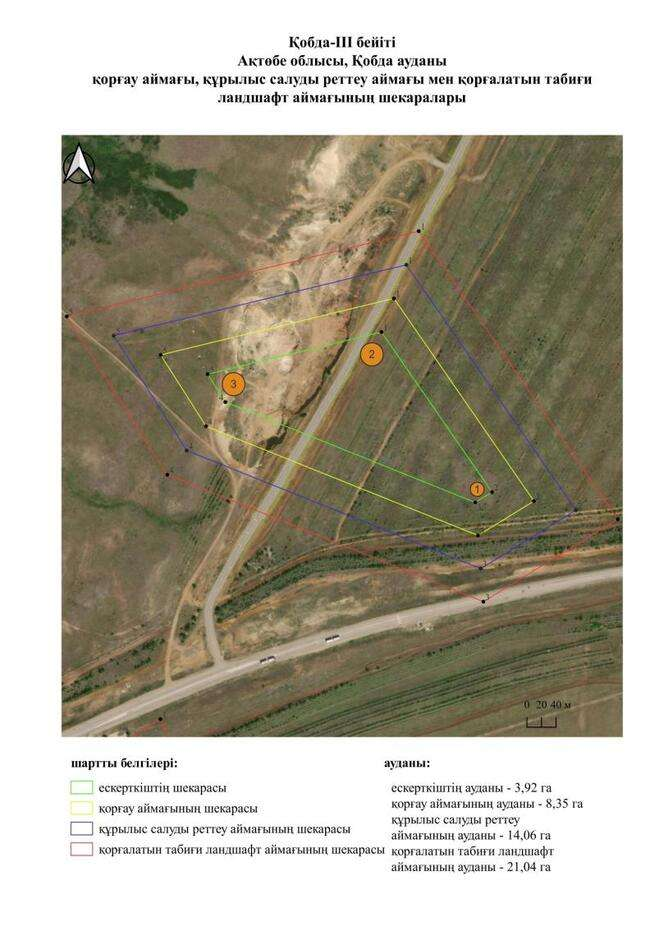 Қобда-III бейіті
Ақтөбе облысы, Қобда ауданы
қорғау аймағы, құрылыс салуды реттеу аймағы мен қорғалатын табиғи
ландшафт аймағының шекаралары
2
3
1
0 20 40 м
шартты белгілері:
ескерткіштің шекарасы
қорғау аймағының шекарасы
құрылыс салуды реттеу аймағының шекарасы
қорғалатын табиғи ландшафт аймағының шекарасы
ауданы:
ескерткіштің ауданы - 3,92 га
қорғау аймағының ауданы - 8,35 га
құрылыс салуды реттеу
аймағының ауданы - 14,06 га
қорғалатын табиғи ландшафт
аймағының ауданы - 21,04 га